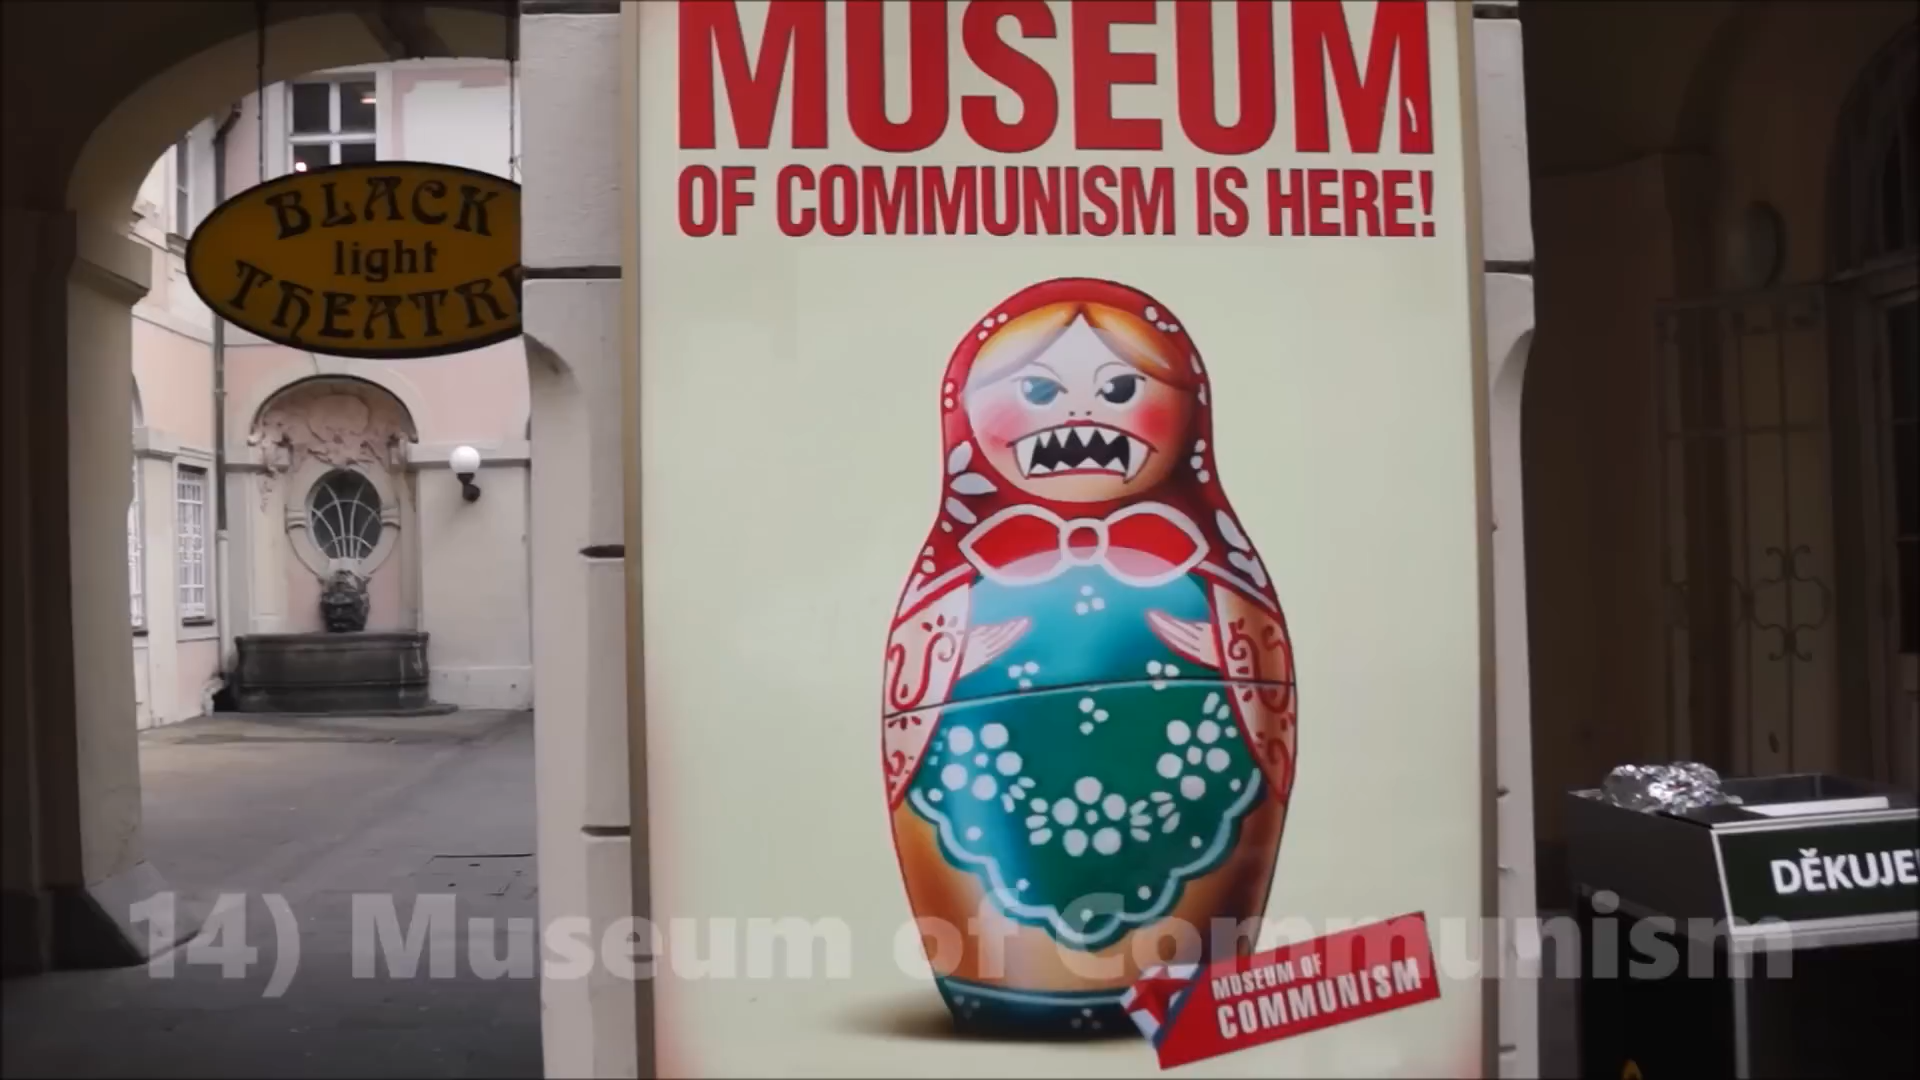 MUSEUM
OF COMMUNISM IS HERE!
BLACK
light
THEATR
DĚKUJE
14) Museum of Communism
MUSEUM OF
COMMUNISM